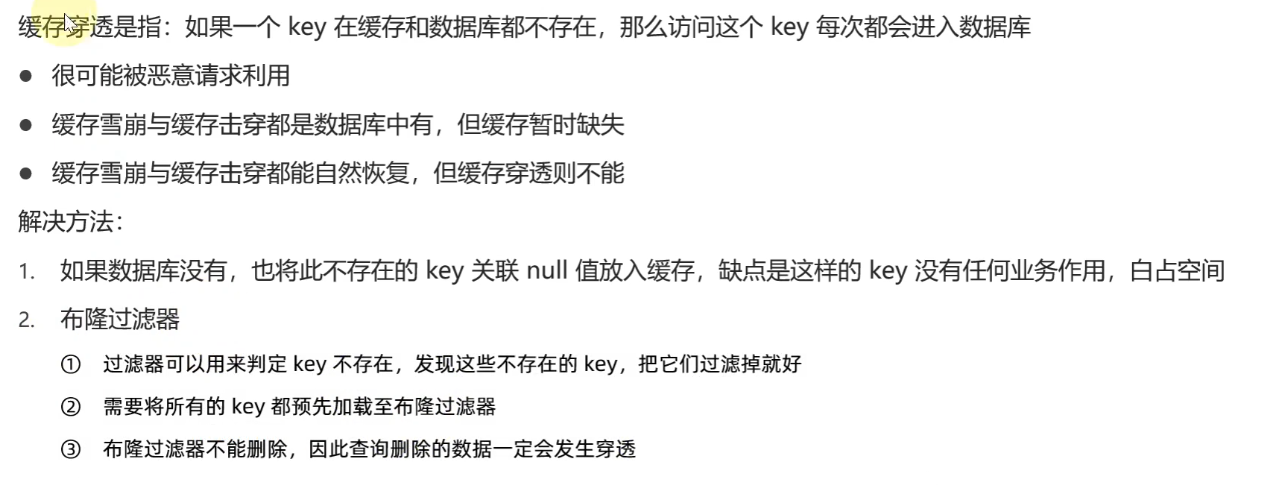 缓存穿透是指：如果一个 key 在缓存和数据库都不存在，那么访问这个 key 每次都会进入数据库
● 很可能被恶意请求利用
● 缓存雪崩与缓存击穿都是数据库中有，但缓存暂时缺失
● 缓存雪崩与缓存击穿都能自然恢复，但缓存穿透则不能
解决方法：
1. 如果数据库没有，也将此不存在的 key 关联 null 值放入缓存，缺点是这样的 key 没有任何业务作用，白占空间
2. 布隆过滤器
① 过滤器可以用来判定 key 不存在，发现这些不存在的 key，把它们过滤掉就好
② 需要将所有的 key 都预先加载至布隆过滤器
③ 布隆过滤器不能删除，因此查询删除的数据一定会发生穿透